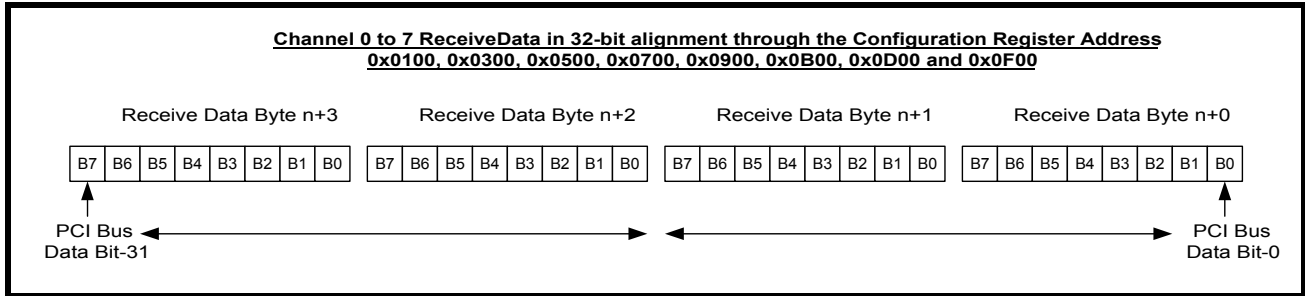 Channel 0 to 7 ReceiveData in 32-bit alignment through the Configuration Register Address
0x0100, 0x0300, 0x0500, 0x0700, 0x0900, 0x0B00, 0x0D00 and 0x0F00
Receive Data Byte n+3 Receive Data Byte n+2 Receive Data Byte n+1 Receive Data Byte n+0
B7 B6 B5 B4 B3 B2 B1 B0 B7 B6 B5 B4 B3 B2 B1 B0 B7 B6 B5 B4 B3 B2 B1 B0 B7 B6 B5 B4 B3 B2 B1 B0
PCI Bus PCI Bus
Data Bit-31 Data Bit-0